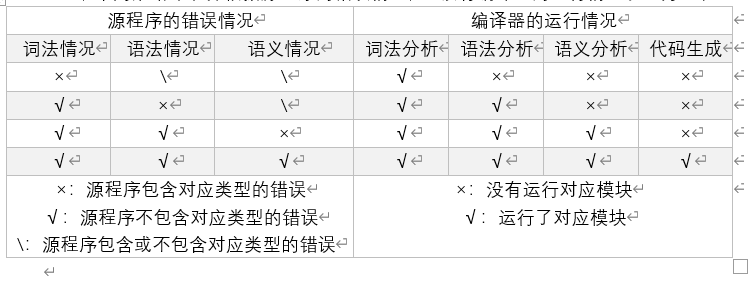 源程序的错误情况 编译器的运行情况
词法情况 语法情况 语义情况 词法分析 语法分析 语义分析 代码生成
× \ \ √ × × ×
√ × \ √ √ × ×
√ √ × √ √ √ ×
√ √ √ √ √ √ √
×：源程序包含对应类型的错误 ×：没有运行对应模块
√：源程序不包含对应类型的错误 √：运行了对应模块
\：源程序包含或不包含对应类型的错误